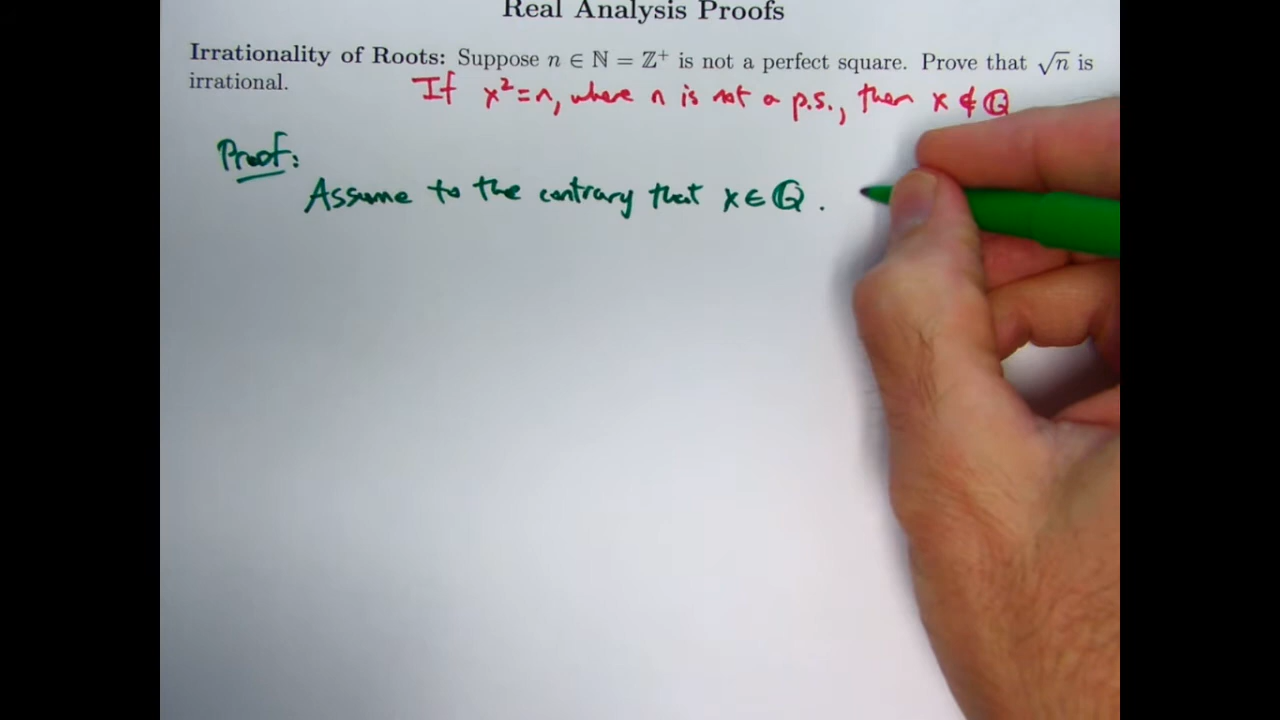 Real Analysis Proofs
Irrationality of Roots: Suppose n ∈ ℕ = ℤ⁺ is not a perfect square. Prove that √n is
irrational.
If x² = n, where n is not a p.s., then x ∉ ℚ
Proof:
Assume to the contrary that x ∈ ℚ.